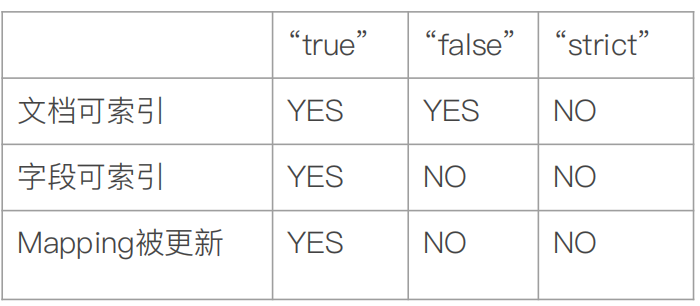 “true” “false” “strict”
文档可索引 YES YES NO
字段可索引 YES NO NO
Mapping被更新 YES NO NO